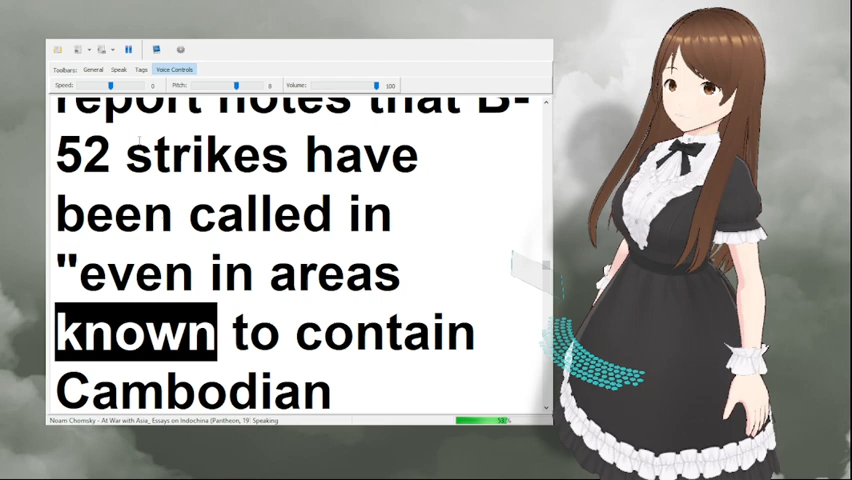 Toolbars: General Speak Tags Voice Controls
Speed: 0 Pitch: 8 Volume: 100
report notes that B-
52 strikes have
been called in
"even in areas
known to contain
Cambodian
Noam Chomsky - At War with Asia_ Essays on Indochina (Pantheon, 19 Speaking